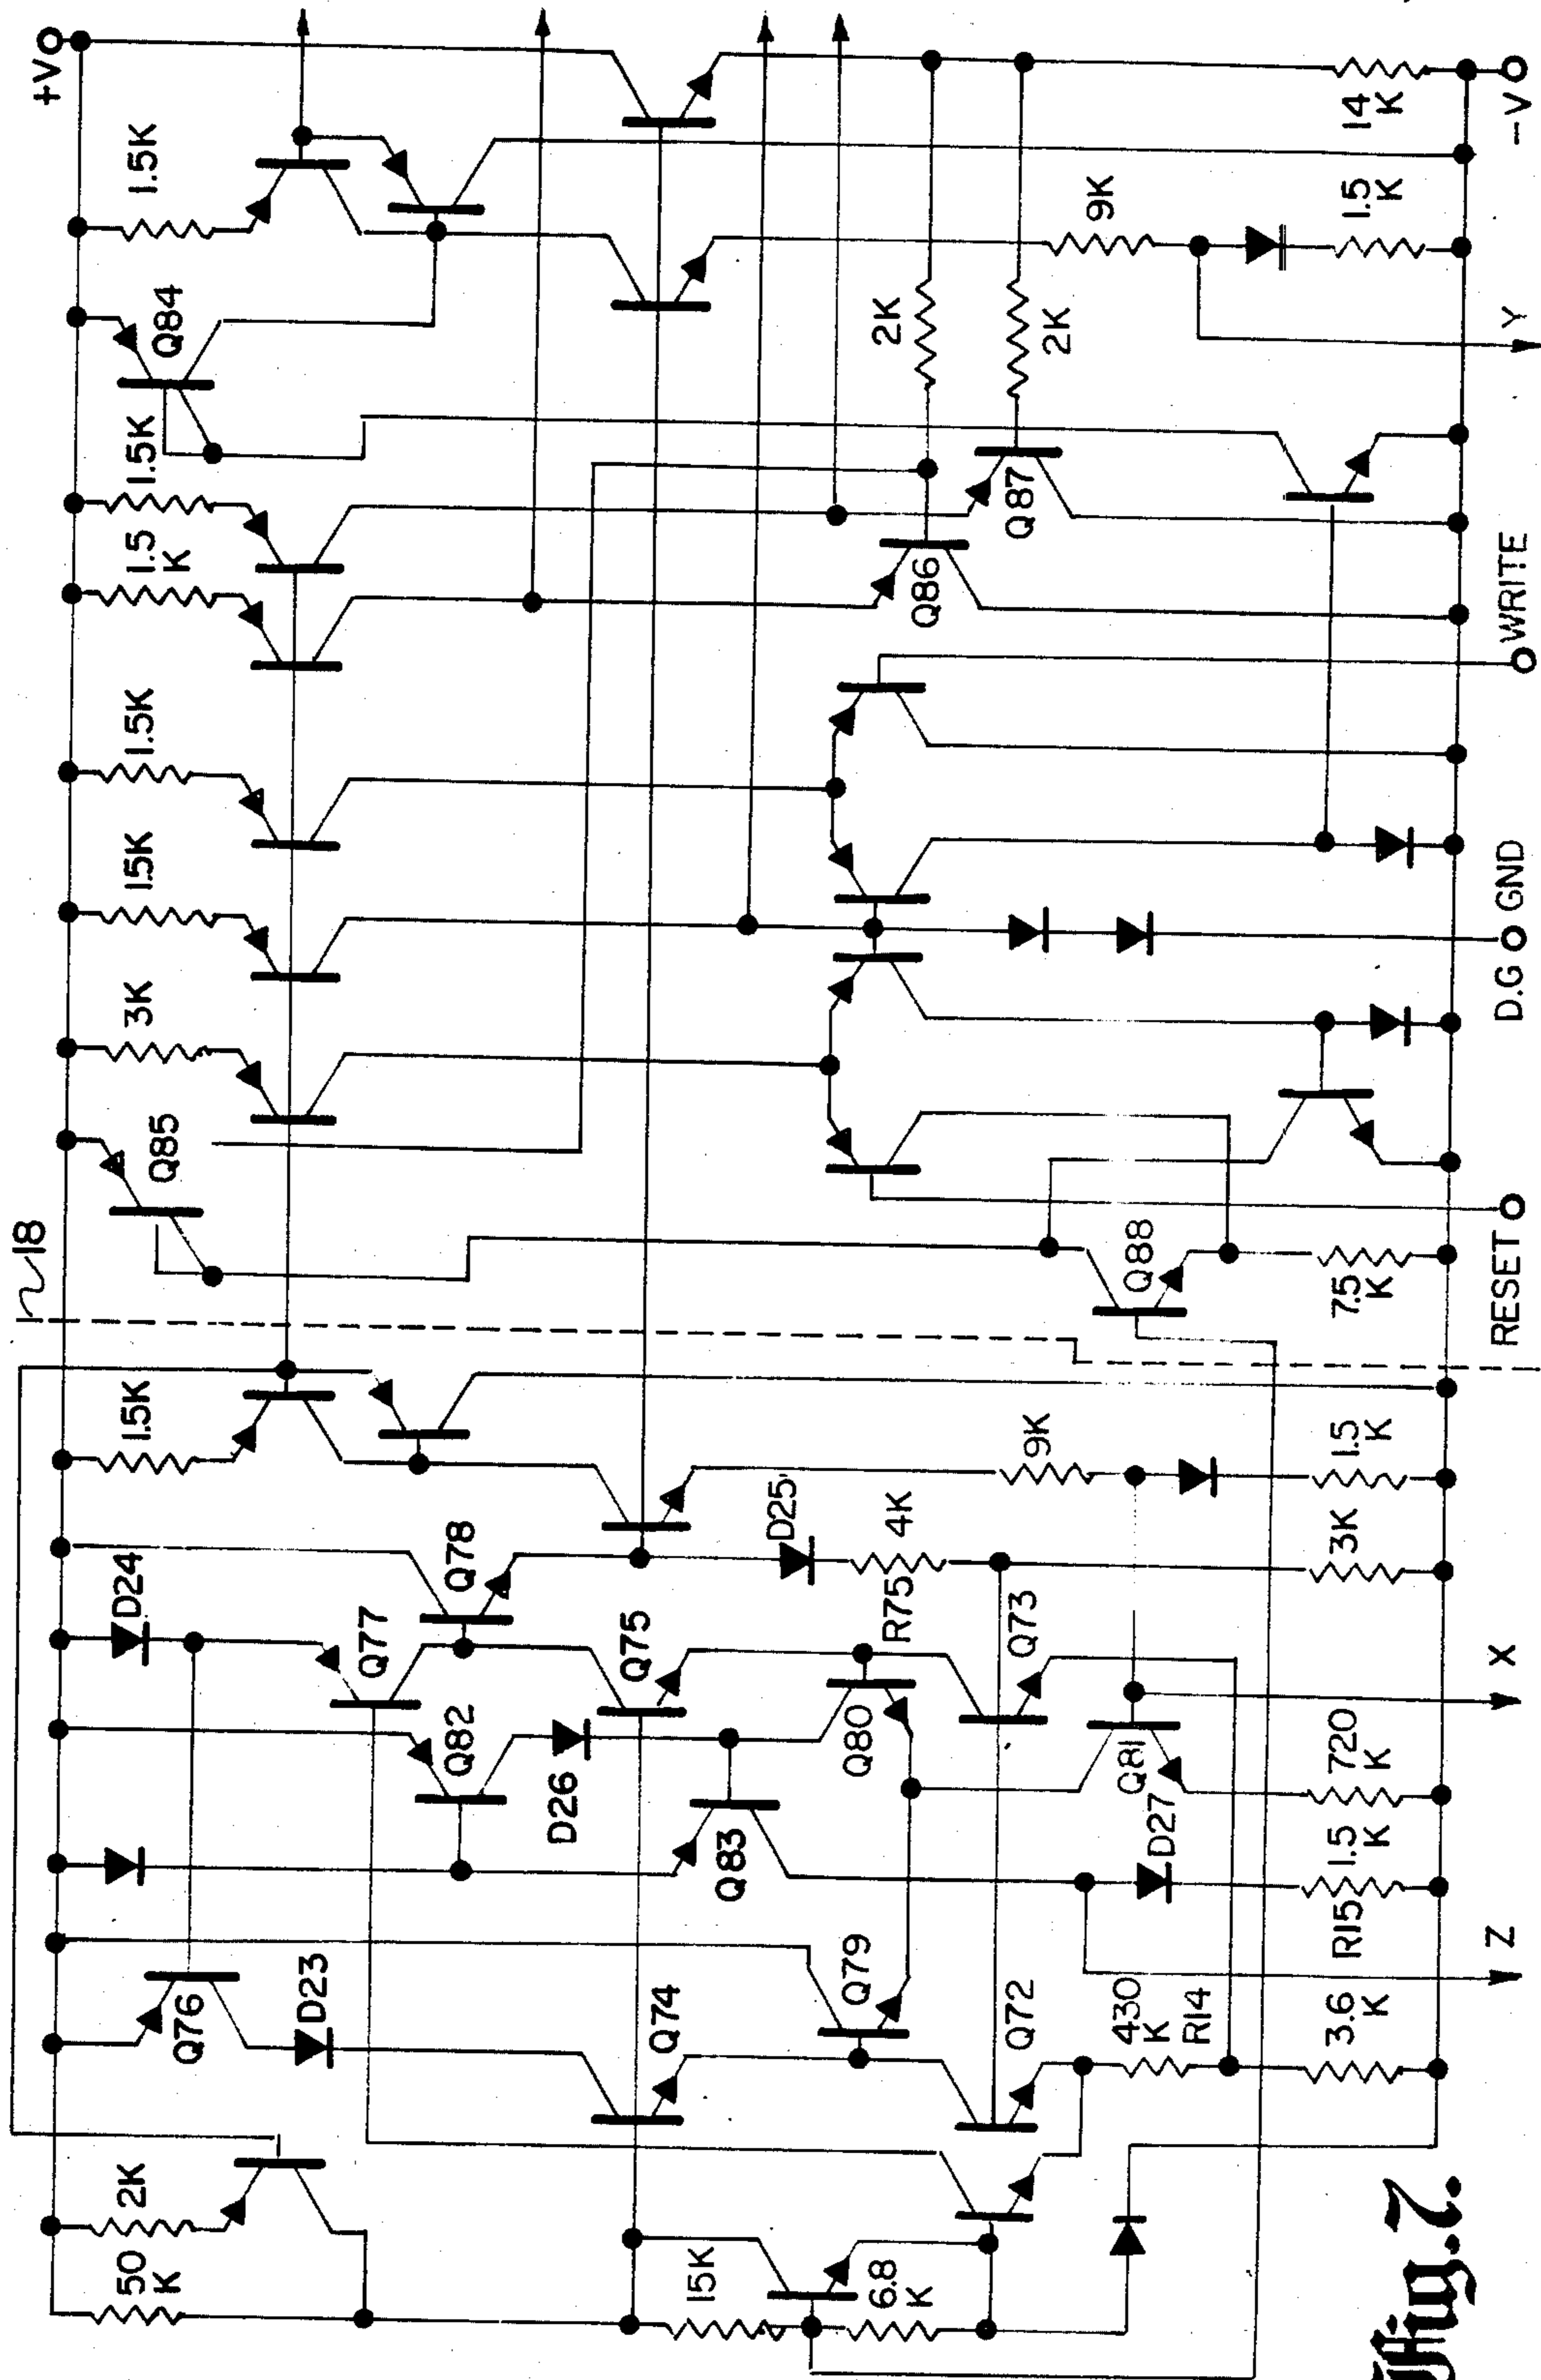 +V
1.5K
Q84
1.5K
1.5
K
1.5K
15K
3K
Q85
18
1.5K
D24
Q78
Q77
Q82
D26
Q83
Q75
D25
4K
R75
9K
Q76
D23
Q74
Q79
Q80
Q73
Q72
Q81
D27
430
K
R14
2K
50
K
15K
6.8
K
2K
2K
Q86
Q87
9K
1.5
K
14
K
-V
Y
WRITE
D.G GND
RESET
Q88
7.5
K
1.5
K
3K
X
720
K
1.5
K
R15
Z
3.6
K
Fig.7.